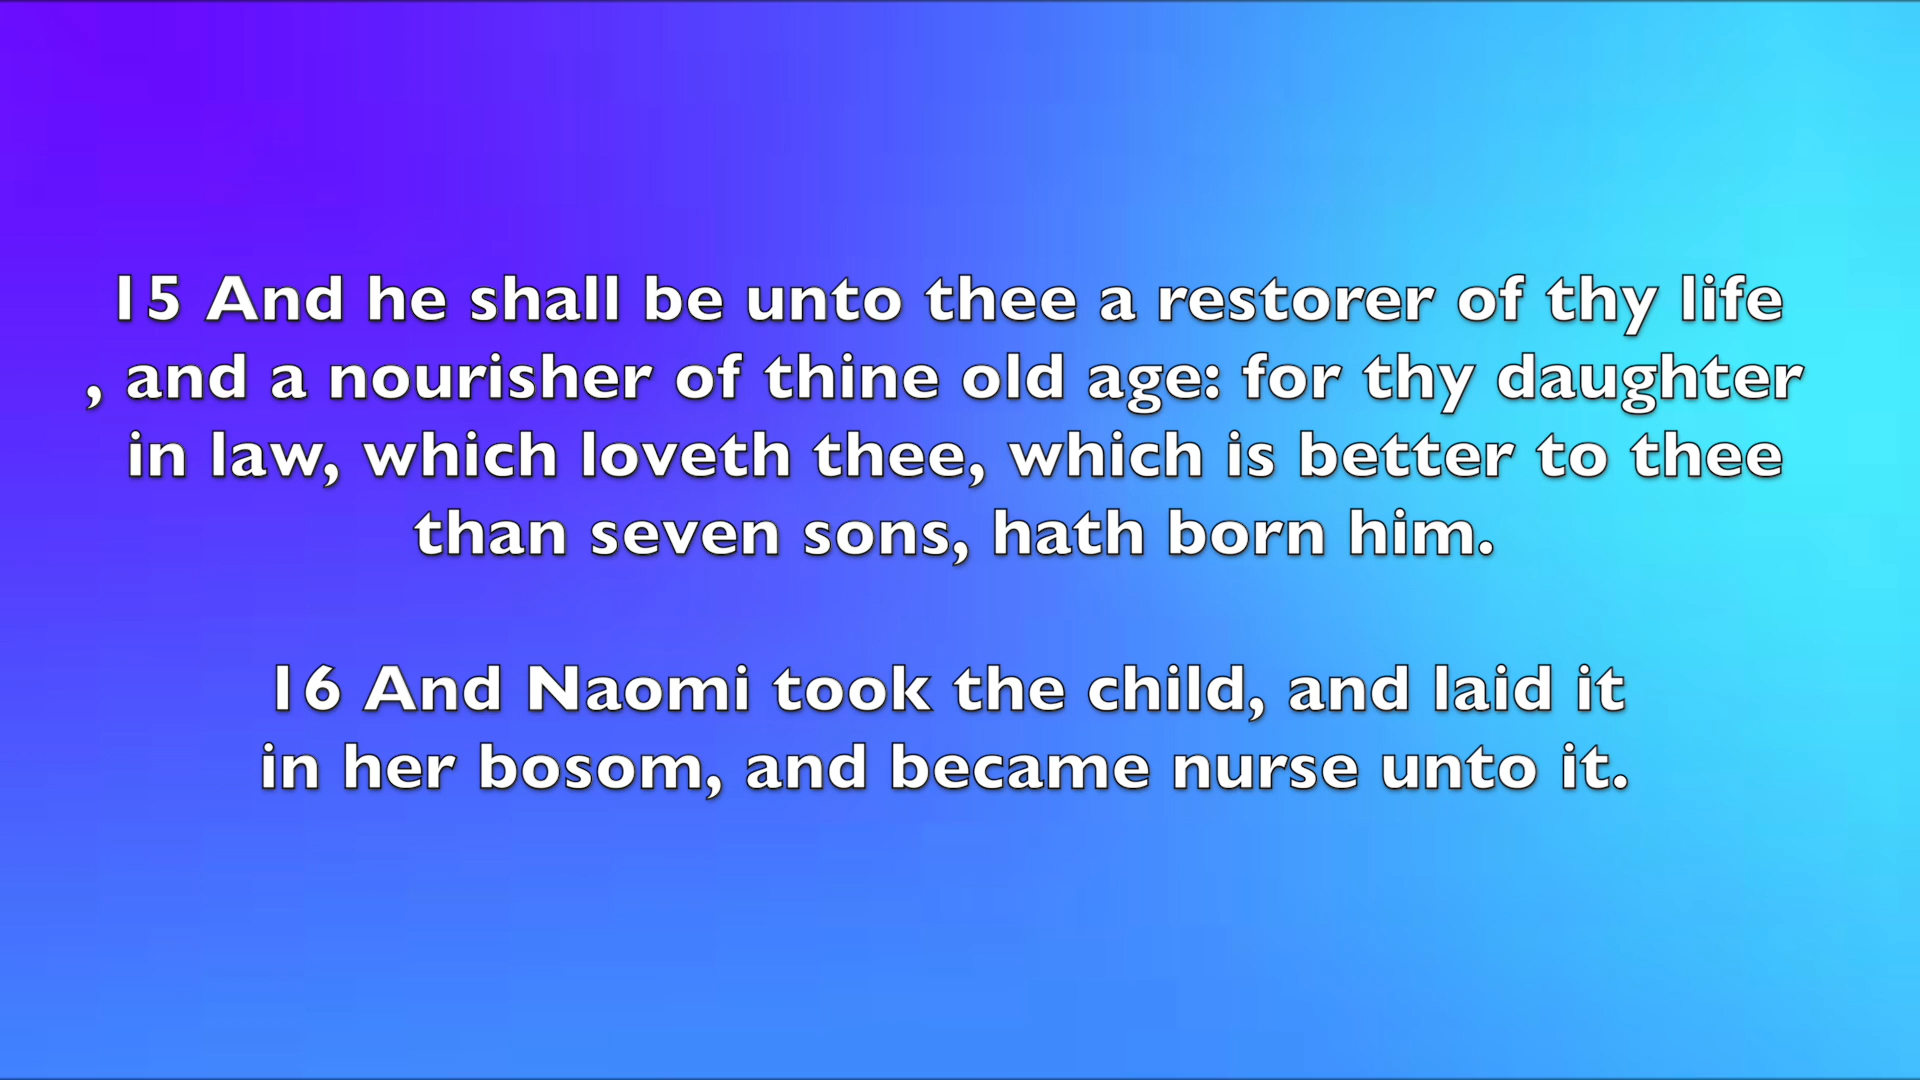 15 And he shall be unto thee a restorer of thy life
, and a nourisher of thine old age: for thy daughter
in law, which loveth thee, which is better to thee
than seven sons, hath born him.
16 And Naomi took the child, and laid it
in her bosom, and became nurse unto it.